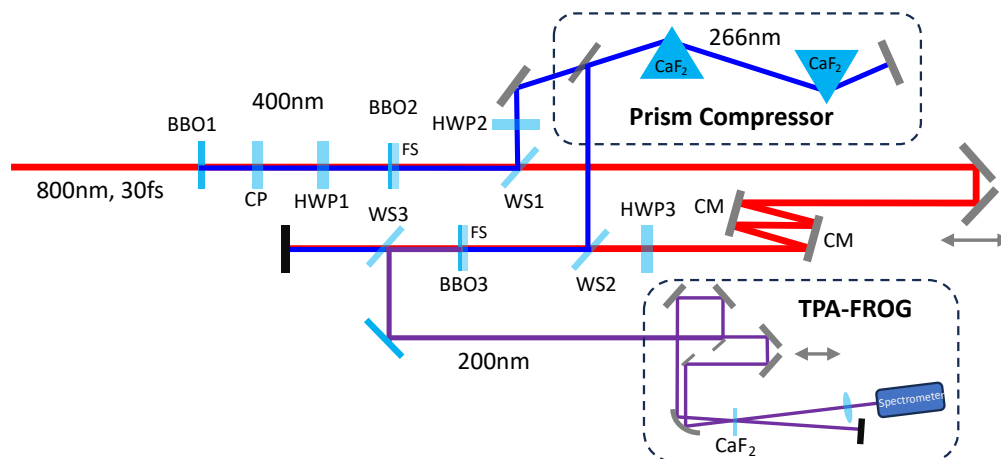 266nm
CaF2
CaF2
Prism Compressor
400nm
BBO2
HWP2
BBO1
FS
800nm, 30fs
CP
HWP1
WS1
WS3
HWP3
CM
CM
FS
BBO3
WS2
TPA-FROG
200nm
Spectrometer
CaF2